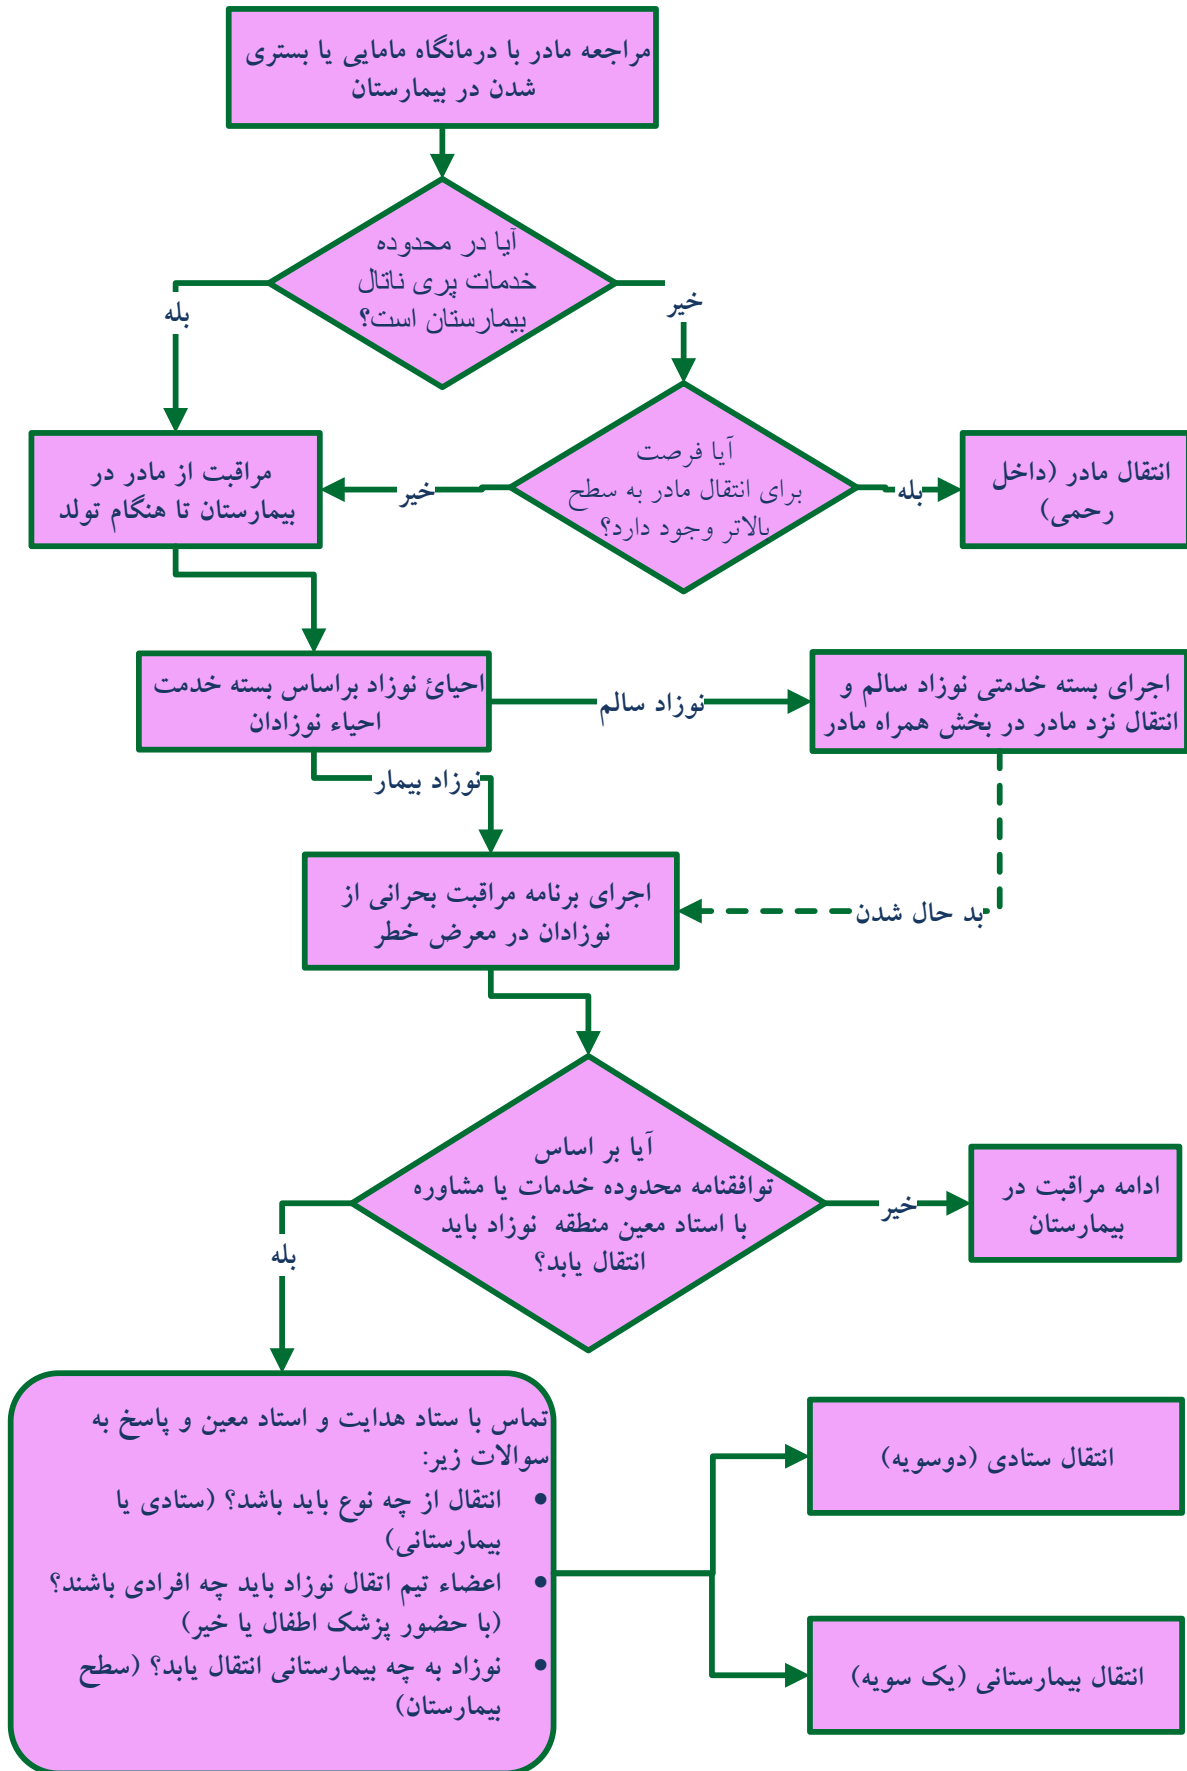 مراجعه مادر با درمانگاه مامایی یا بستری
شدن در بیمارستان
آیا در محدوده
خدمات پری ناتال
بیمارستان است؟
بله
خیر
آیا فرصت
برای انتقال مادر به سطح
بالاتر وجود دارد؟
بله
خیر
انتقال مادر (داخل
رحمی)
مراقبت از مادر در
بیمارستان تا هنگام تولد
احیائ نوزاد براساس بسته خدمت
احیاء نوزادان
نوزاد سالم
اجرای بسته خدمتی نوزاد سالم و
انتقال نزد مادر در بخش همراه مادر
نوزاد بیمار
بد حال شدن
اجرای برنامه مراقبت بحرانی از
نوزادان در معرض خطر
آیا بر اساس
توافقنامه محدوده خدمات یا مشاوره
با استاد معین منطقه نوزاد باید
انتقال یابد؟
خیر
ادامه مراقبت در
بیمارستان
بله
تماس با ستاد هدایت و استاد معین و پاسخ به
سوالات زیر:
• انتقال از چه نوع باید باشد؟ (ستادی یا
بیمارستانی)
• اعضاء تیم اتقال نوزاد باید چه افرادی باشند؟
(با حضور پزشک اطفال یا خیر)
• نوزاد به چه بیمارستانی انتقال یابد؟ (سطح
بیمارستان)
انتقال ستادی (دوسویه)
انتقال بیمارستانی (یک سویه)